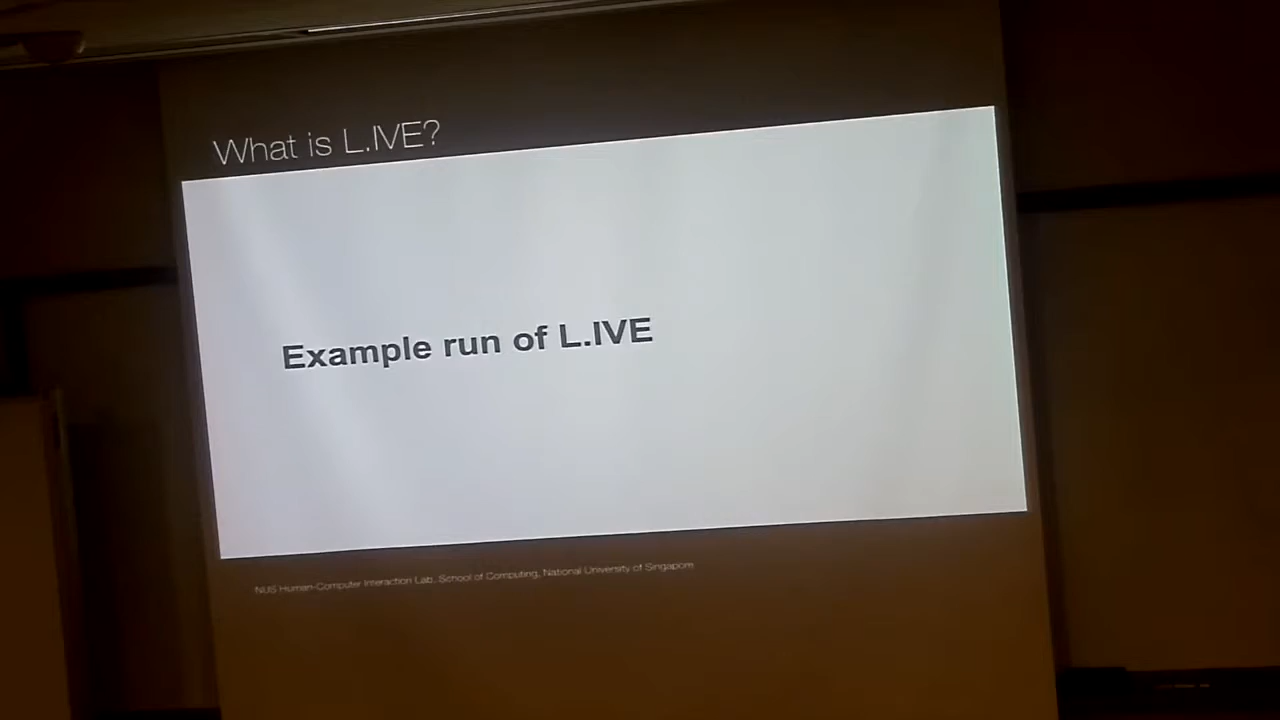 What is L.IVE?
Example run of L.IVE
NUS Human-Computer Interaction Lab, School of Computing, National University of Singapore